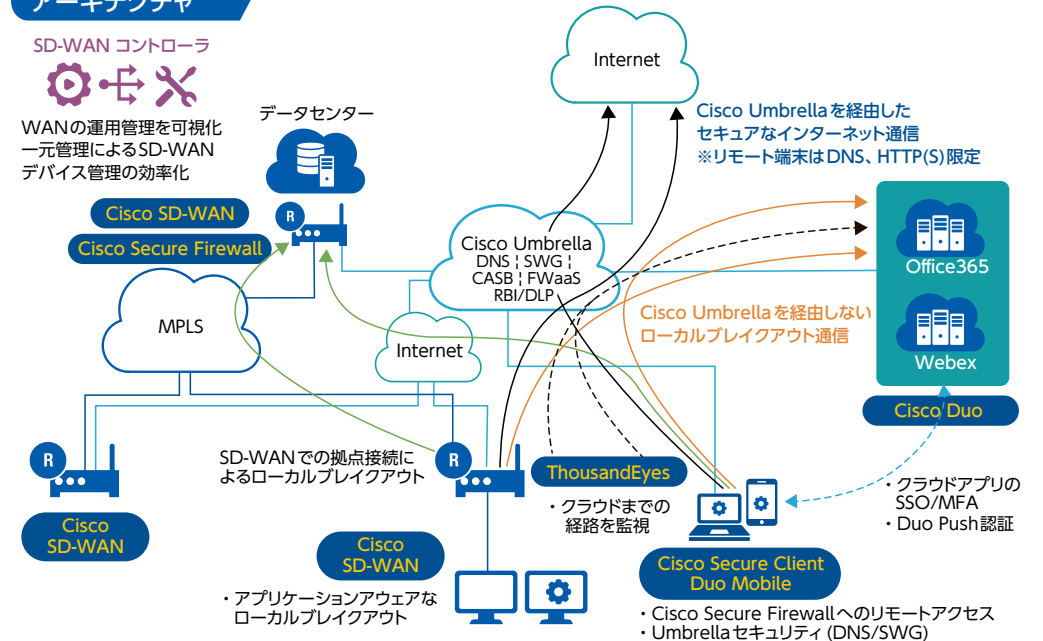 アーキテクチャ
SD-WAN コントローラ
WANの運用管理を可視化
一元管理によるSD-WAN
デバイス管理の効率化
データセンター
Cisco SD-WAN
Cisco Secure Firewall
R
MPLS
Internet
Cisco Umbrellaを経由した
セキュアなインターネット通信
※リモート端末はDNS、HTTP(S)限定
Cisco Umbrella
DNS ¦ SWG ¦
CASB ¦ FWaaS
RBI/DLP
Internet
Office365
Webex
Cisco Umbrellaを経由しない
ローカルブレイクアウト通信
Cisco Duo
・クラウドアプリの
SSO/MFA
・Duo Push認証
R
Cisco
SD-WAN
SD-WANでの拠点接続に
よるローカルブレイクアウト
R
Cisco
SD-WAN
・アプリケーションアウェアな
ローカルブレイクアウト
ThousandEyes
・クラウドまでの
経路を監視
Cisco Secure Client
Duo Mobile
・Cisco Secure Firewallへのリモートアクセス
・Umbrellaセキュリティ(DNS/SWG)